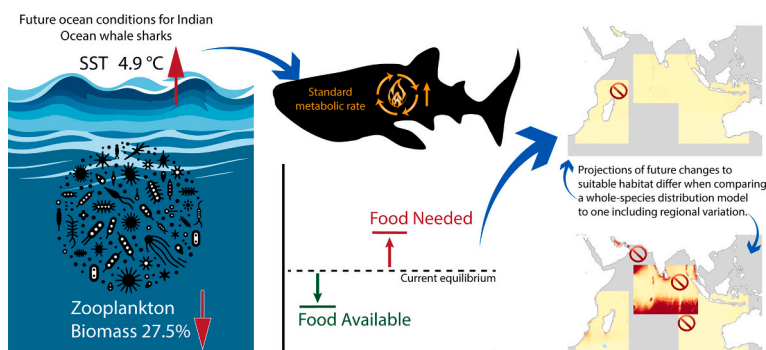 Future ocean conditions for Indian
Ocean whale sharks
SST 4.9 °C
Standard
metabolic rate
Zooplankton
Biomass 27.5%
Food Needed
Current equilibrium
Food Available
Projections of future changes to
suitable habitat differ when comparing
a whole-species distribution model
to one including regional variation.